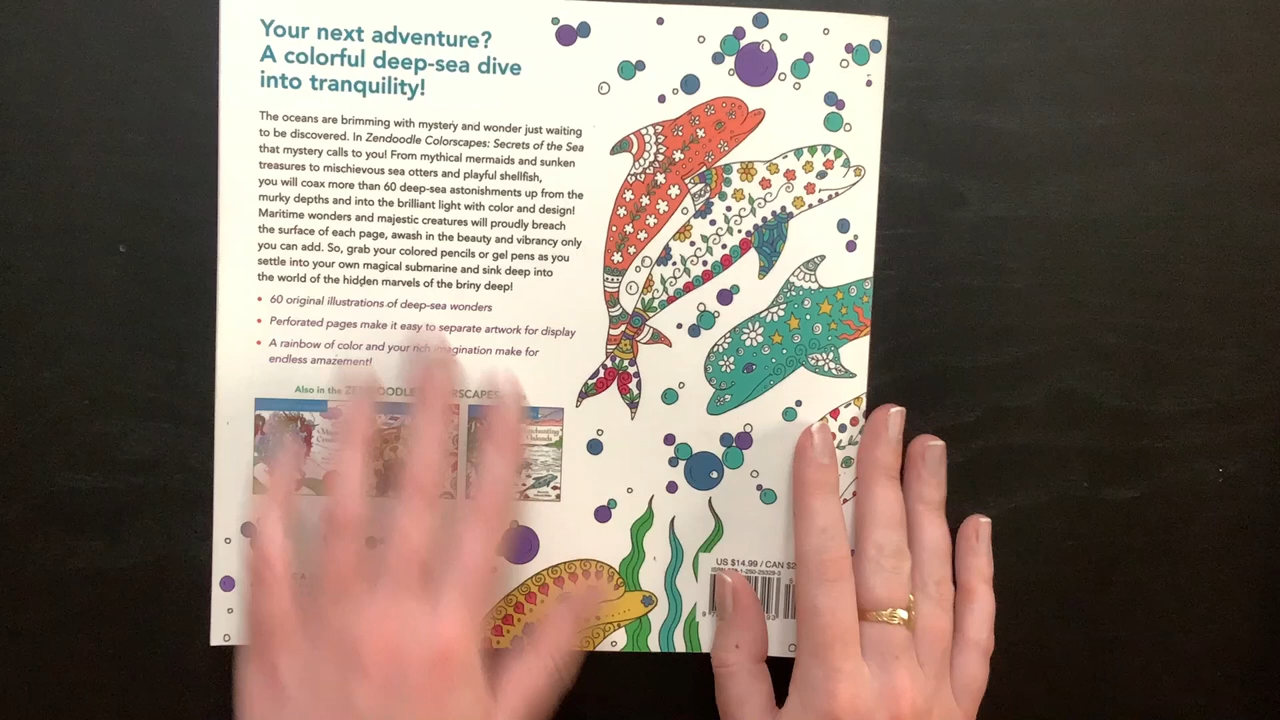 Your next adventure?
A colorful deep-sea dive
into tranquility!
The oceans are brimming with mystery and wonder just waiting
to be discovered. In Zendoodle Colorscapes: Secrets of the Sea
that mystery calls to you! From mythical mermaids and sunken
treasures to mischievous sea otters and playful shellfish,
you will coax more than 60 deep-sea astonishments up from the
murky depths and into the brilliant light with color and design!
Maritime wonders and majestic creatures will proudly breach
the surface of each page, awash in the beauty and vibrancy only
you can add. So, grab your colored pencils or gel pens as you
settle into your own magical submarine and sink deep into
the world of the hidden marvels of the briny deep!
• 60 original illustrations of deep-sea wonders
• Perforated pages make it easy to separate artwork for display
• A rainbow of color and your rich imagination make for
endless amazement!
Also in the
US $14.99 / CAN $2